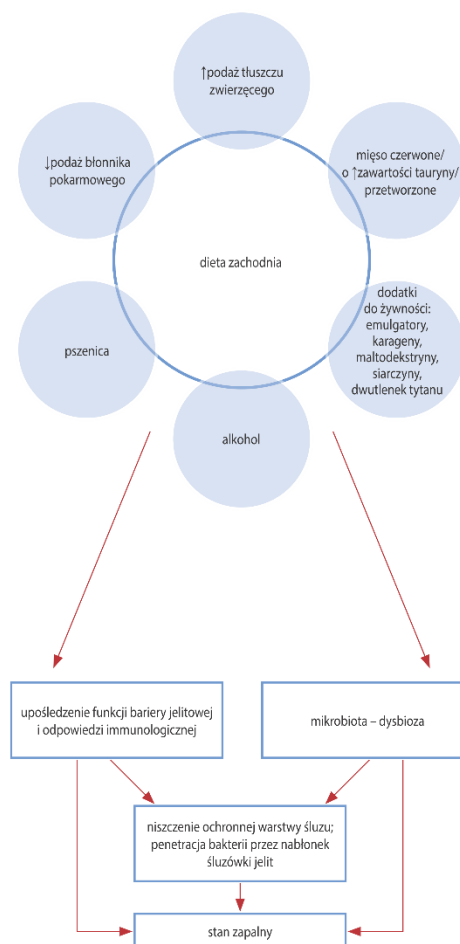 ↑podaż tłuszczu
zwierzęcego
↓podaż błonnika
pokarmowego
mięso czerwone/
o ↑zawartości tauryny/
przetworzone
dieta zachodnia
pszenica
dodatki
do żywności:
emulgatory,
karageny,
maltodekstryny,
siarczyny,
dwutlenek tytanu
alkohol
upośledzenie funkcji bariery jelitowej
i odpowiedzi immunologicznej
mikrobiota – dysbioza
niszczenie ochronnej warstwy śluzu;
penetracja bakterii przez nabłonek
śluzówki jelit
stan zapalny